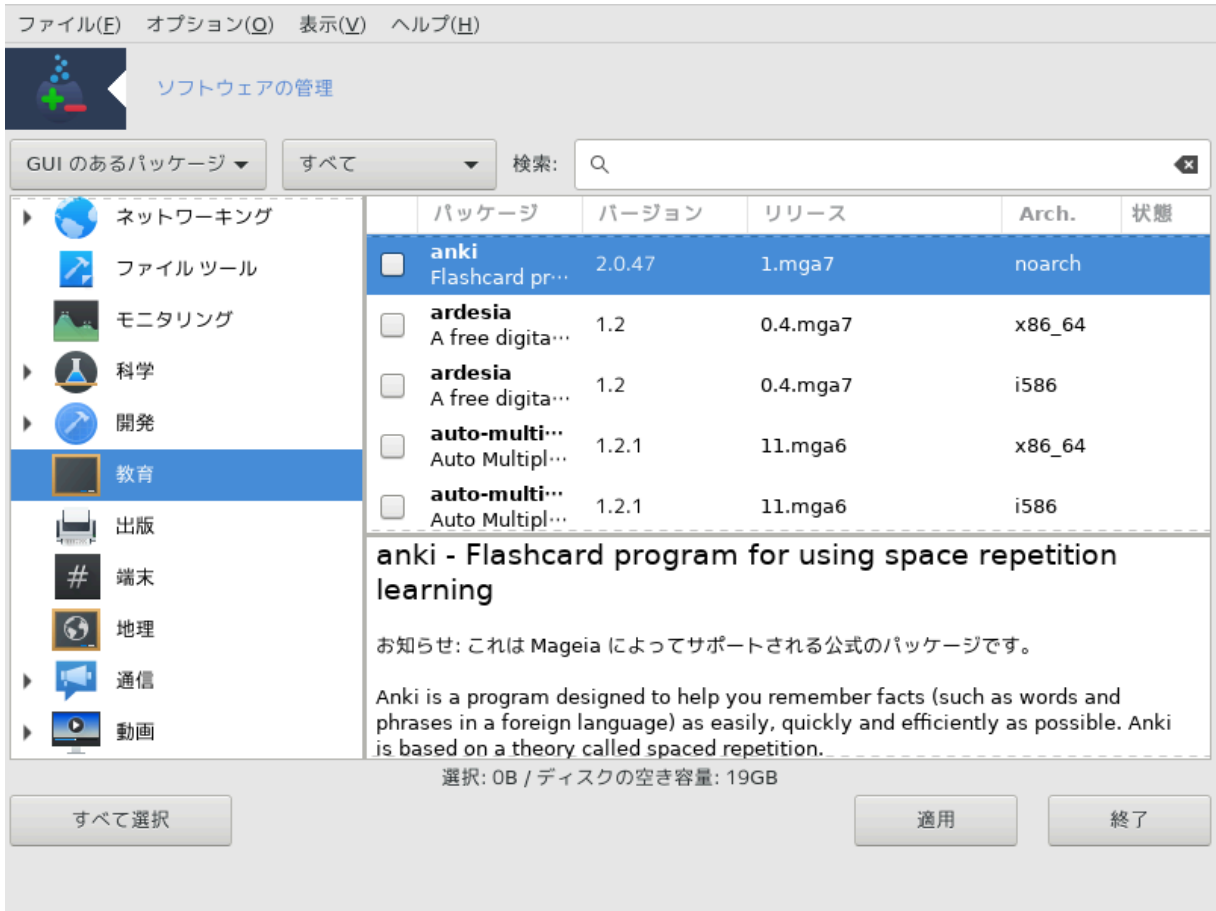 ファイル(F) オプション(O) 表示(V) ヘルプ(H)
ソフトウェアの管理
GUI のあるパッケージ すべて 検索:
ネットワーキング
ファイル ツール
モニタリング
科学
開発
教育
出版
端末
地理
通信
動画
パッケージ バージョン リリース Arch. 状態
anki
Flashcard pr… 2.0.47 1.mga7 noarch
ardesia
A free digita… 1.2 0.4.mga7 x86_64
ardesia
A free digita… 1.2 0.4.mga7 i586
auto-multi…
Auto Multipl… 1.2.1 11.mga6 x86_64
auto-multi…
Auto Multipl… 1.2.1 11.mga6 i586
anki - Flashcard program for using space repetition
learning
お知らせ: これは Mageia によってサポートされる公式のパッケージです。
Anki is a program designed to help you remember facts (such as words and
phrases in a foreign language) as easily, quickly and efficiently as possible. Anki
is based on a theory called spaced repetition.
選択: 0B / ディスクの空き容量: 19GB
すべて選択 適用 終了